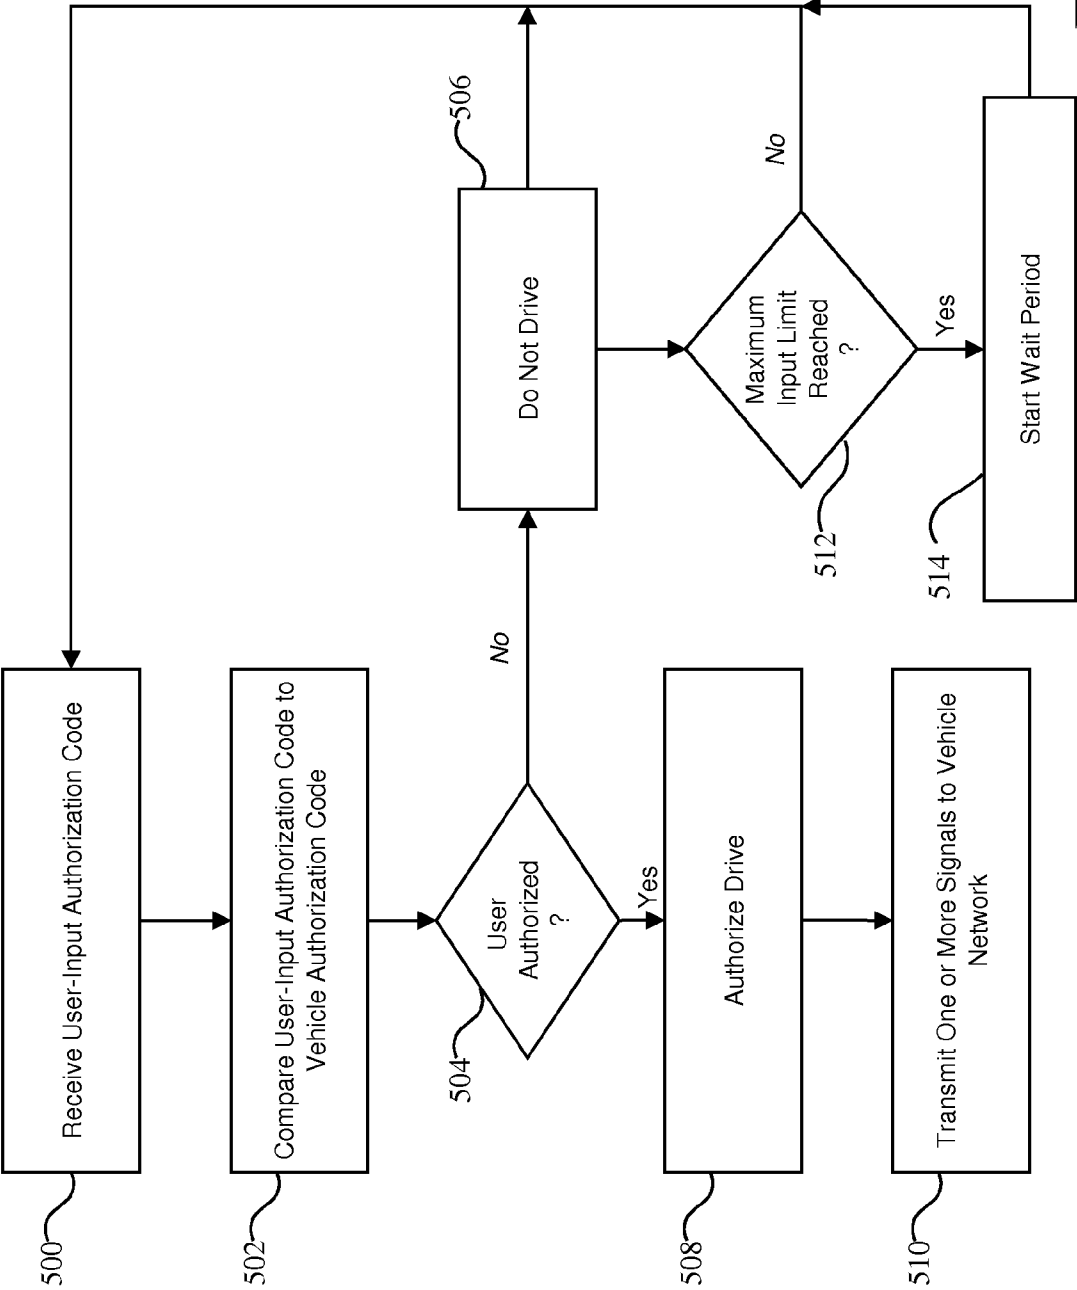 500
Receive User-Input Authorization Code
502
Compare User-Input Authorization Code to
Vehicle Authorization Code
504
User
Authorized
?
No
Yes
506
Do Not Drive
508
Authorize Drive
510
Transmit One or More Signals to Vehicle
Network
512
Maximum
Input Limit
Reached
?
No
Yes
514
Start Wait Period